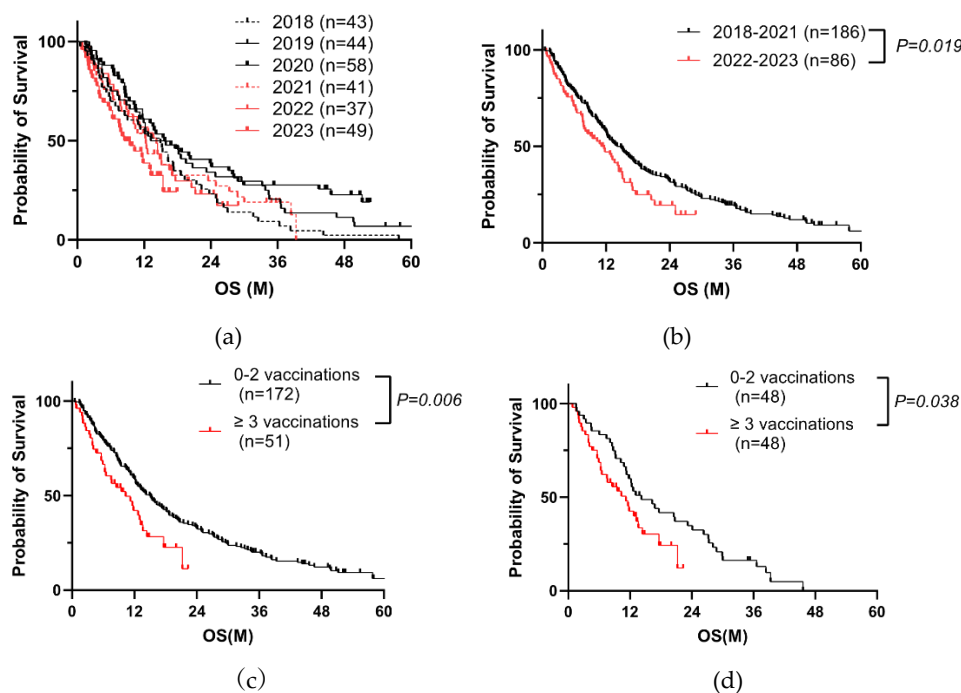 2018 (n=43)
2019 (n=44)
2020 (n=58)
2021 (n=41)
2022 (n=37)
2023 (n=49)
Probability of Survival
100
50
0
0 12 24 36 48 60
OS (M)
(a)
2018-2021 (n=186)
2022-2023 (n=86)
P=0.019
Probability of Survival
100
50
0
0 12 24 36 48 60
OS (M)
(b)
0-2 vaccinations
(n=172)
≥ 3 vaccinations
(n=51)
P=0.006
Probability of Survival
100
50
0
0 12 24 36 48 60
OS(M)
(c)
0-2 vaccinations
(n=48)
≥ 3 vaccinations
(n=48)
P=0.038
Probability of Survival
100
50
0
0 12 24 36 48 60
OS(M)
(d)